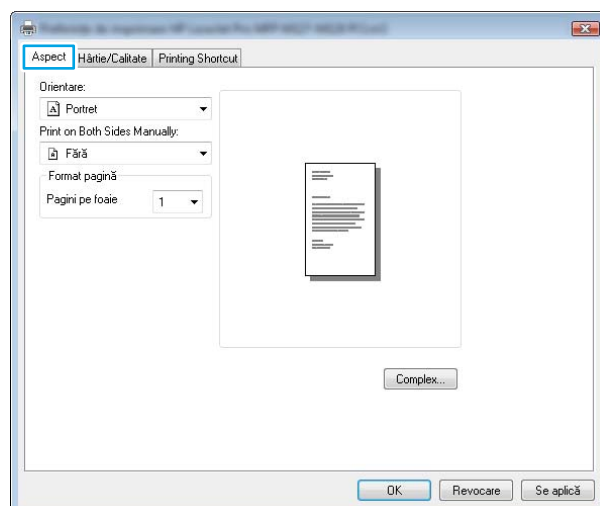 Aspect
Hârtie/Calitate
Printing Shortcut
Orientare:
A Portret
Print on Both Sides Manually:
Fără
Format pagină
Pagini pe foaie 1
Complex...
OK
Revocare
Se aplică